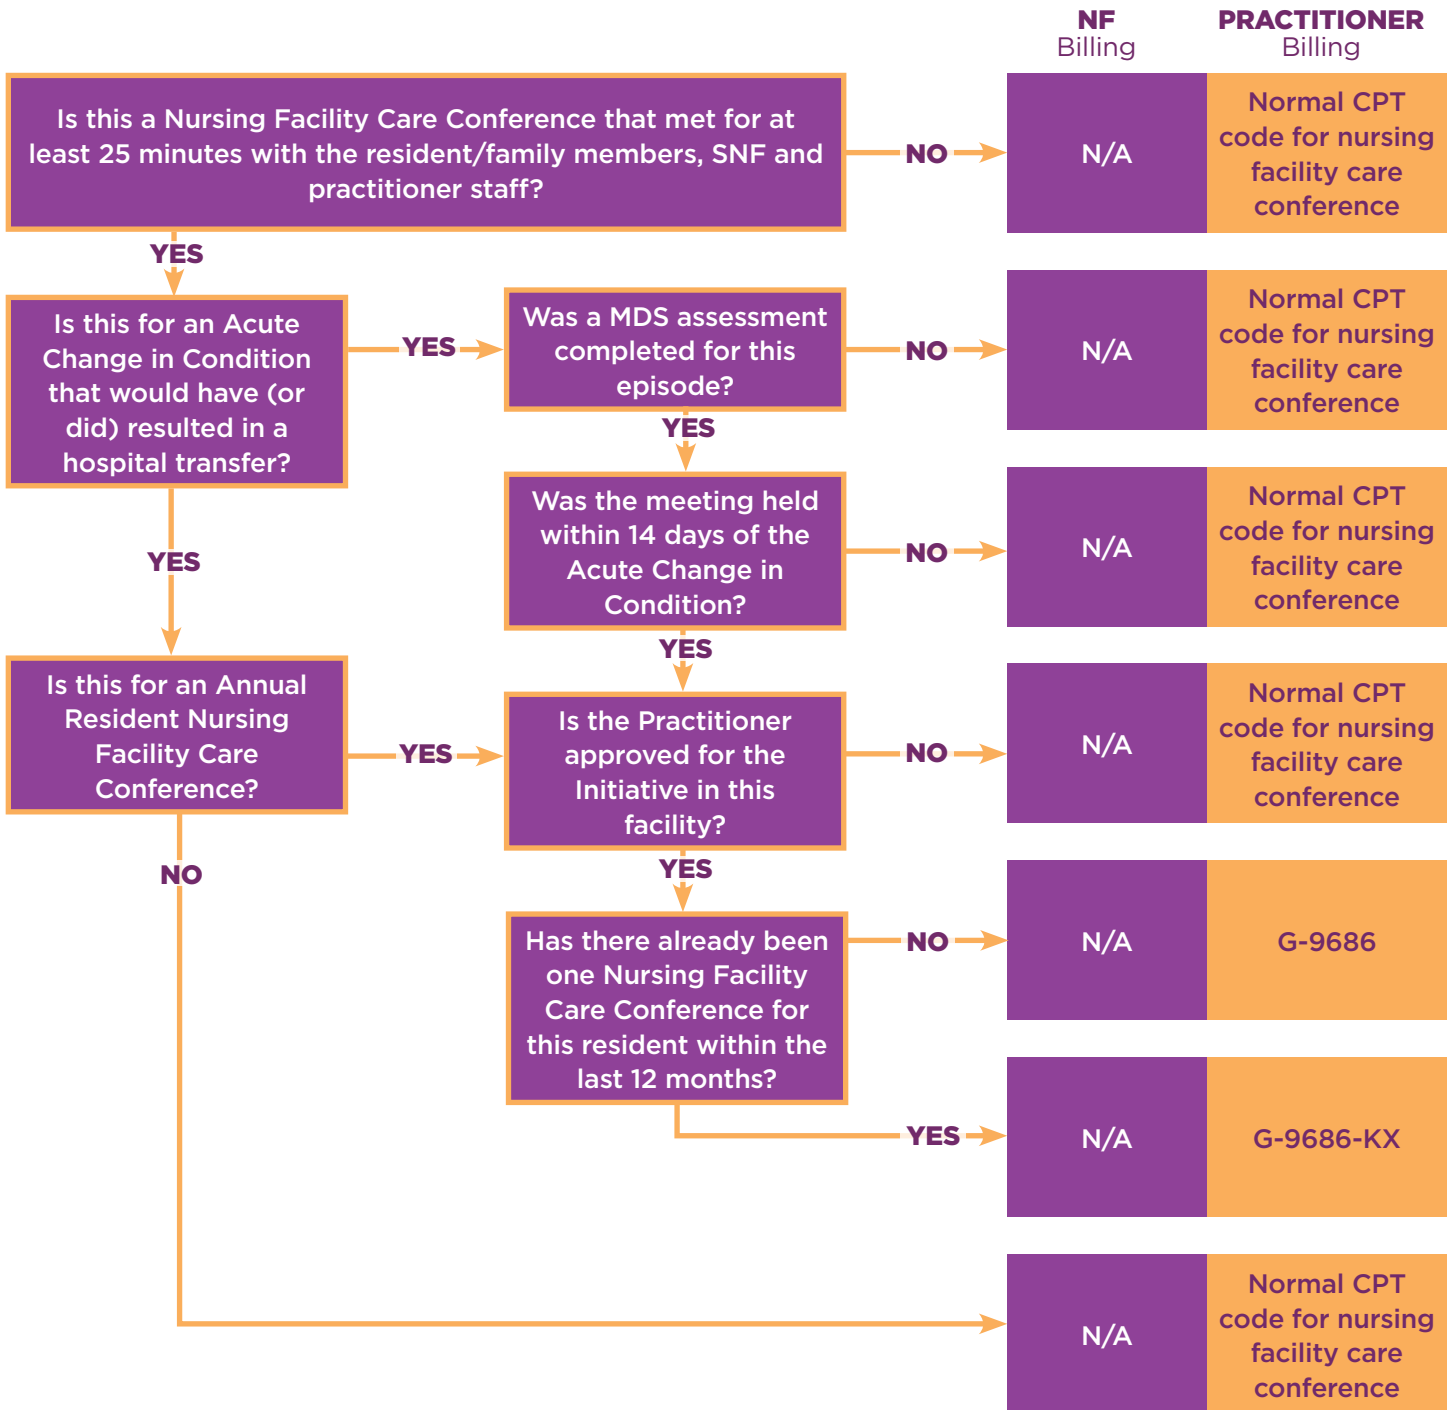 NF
Billing
PRACTITIONER
Billing
Is this a Nursing Facility Care Conference that met for at
least 25 minutes with the resident/family members, SNF and
practitioner staff?
NO
N/A
Normal CPT
code for nursing
facility care
conference
YES
Is this for an Acute
Change in Condition
that would have (or
did) resulted in a
hospital transfer?
YES
Was a MDS assessment
completed for this
episode?
NO
N/A
Normal CPT
code for nursing
facility care
conference
YES
Was the meeting held
within 14 days of the
Acute Change in
Condition?
NO
N/A
Normal CPT
code for nursing
facility care
conference
YES
YES
Is this for an Annual
Resident Nursing
Facility Care
Conference?
YES
Is the Practitioner
approved for the
Initiative in this
facility?
NO
N/A
Normal CPT
code for nursing
facility care
conference
YES
NO
Has there already been
one Nursing Facility
Care Conference for
this resident within the
last 12 months?
NO
N/A
G-9686
YES
N/A
G-9686-KX
N/A
Normal CPT
code for nursing
facility care
conference